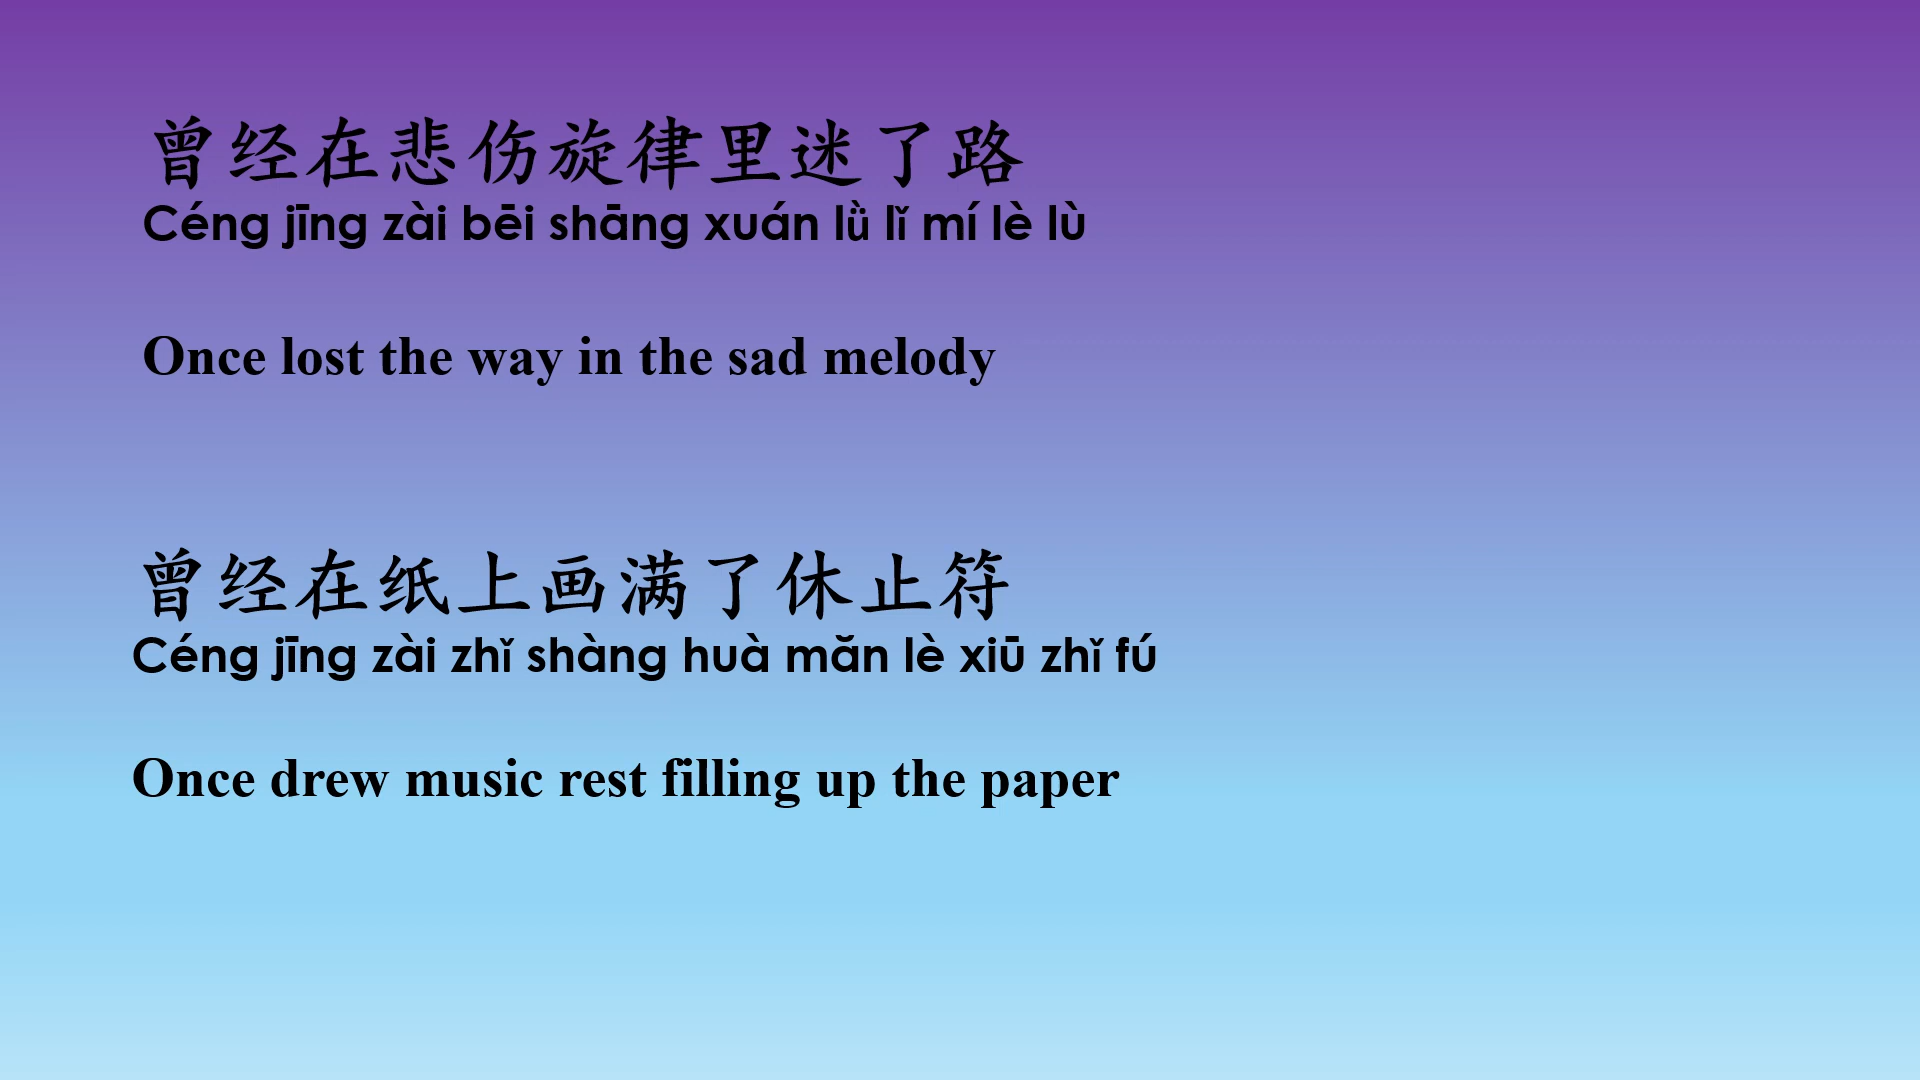 曾经在悲伤旋律里迷了路
Céng jīng zài bēi shāng xuán lǜ lǐ mí lè lù
Once lost the way in the sad melody
曾经在纸上画满了休止符
Céng jīng zài zhǐ shàng huà mǎn lè xiū zhǐ fú
Once drew music rest filling up the paper